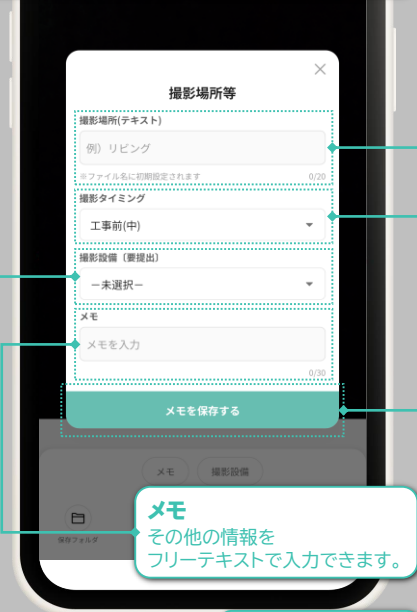 撮影場所等
撮影場所(テキスト)
例）リビング
※ファイル名に初期設定されます 0/20
撮影タイミング
工事前(中)
撮影設備〔要提出〕
－未選択－
メモ
メモを入力
0/30
メモを保存する
メモ 撮影設備
保存フォルダ
メモ
その他の情報を
フリーテキストで入力できます。